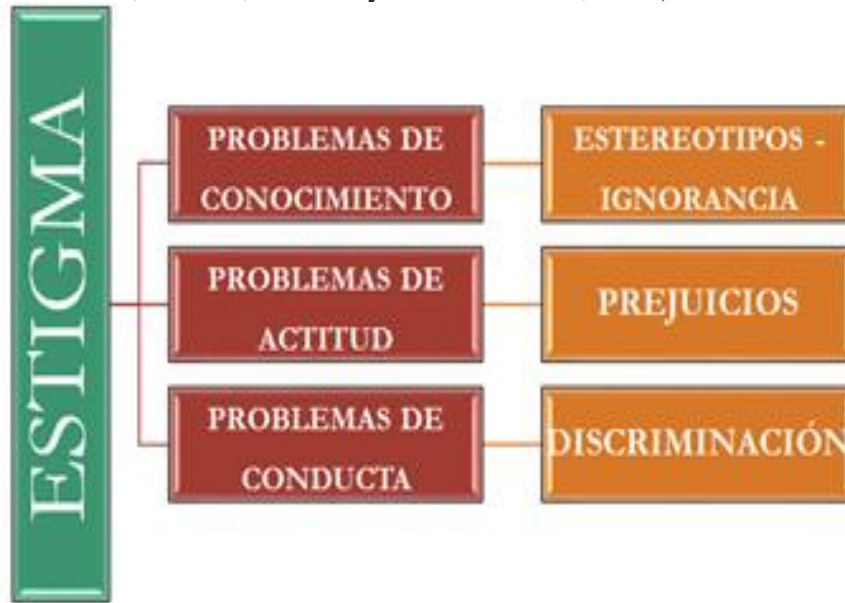 ESTIGMA
PROBLEMAS DE
CONOCIMIENTO
ESTEREOTIPOS -
IGNORANCIA
PROBLEMAS DE
ACTITUD
PREJUICIOS
PROBLEMAS DE
CONDUCTA
DISCRIMINACIÓN